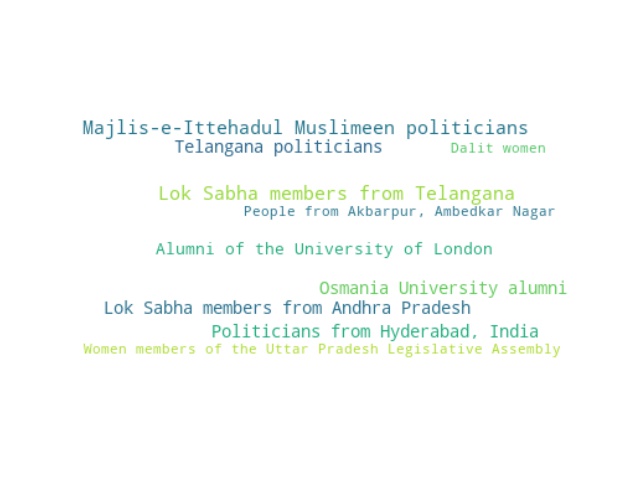 Majlis-e-Ittehadul Muslimeen politicians
Telangana politicians Dalit women
Lok Sabha members from Telangana
People from Akbarpur, Ambedkar Nagar
Alumni of the University of London
Osmania University alumni
Lok Sabha members from Andhra Pradesh
Politicians from Hyderabad, India
Women members of the Uttar Pradesh Legislative Assembly